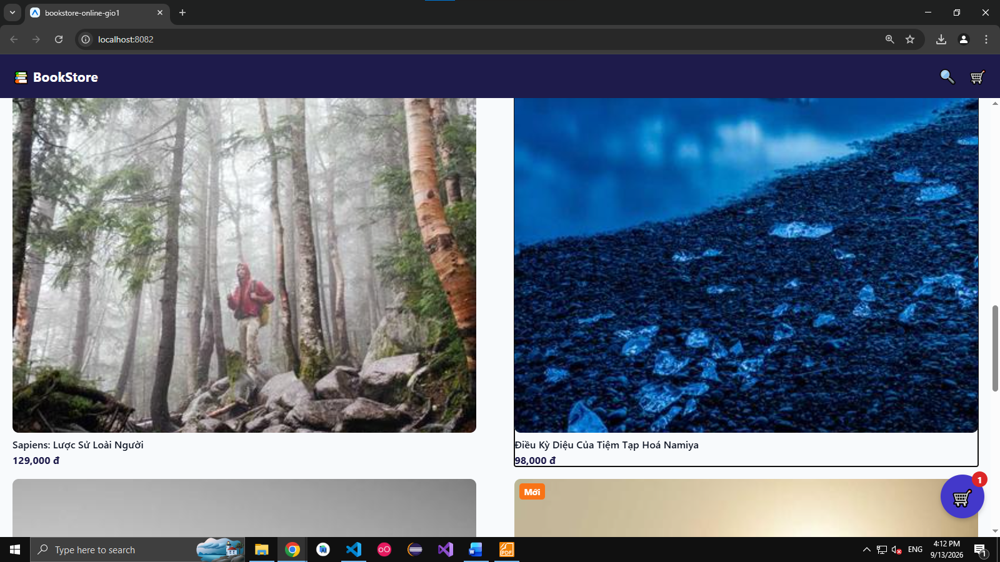 bookstore-online-gio1
localhost:8082
BookStore
Sapiens: Lược Sử Loài Người
129,000 đ
Điều Kỳ Diệu Của Tiệm Tạp Hoá Namiya
98,000 đ
Mới
1
Type here to search
ENG
4:12 PM
9/13/2026
1